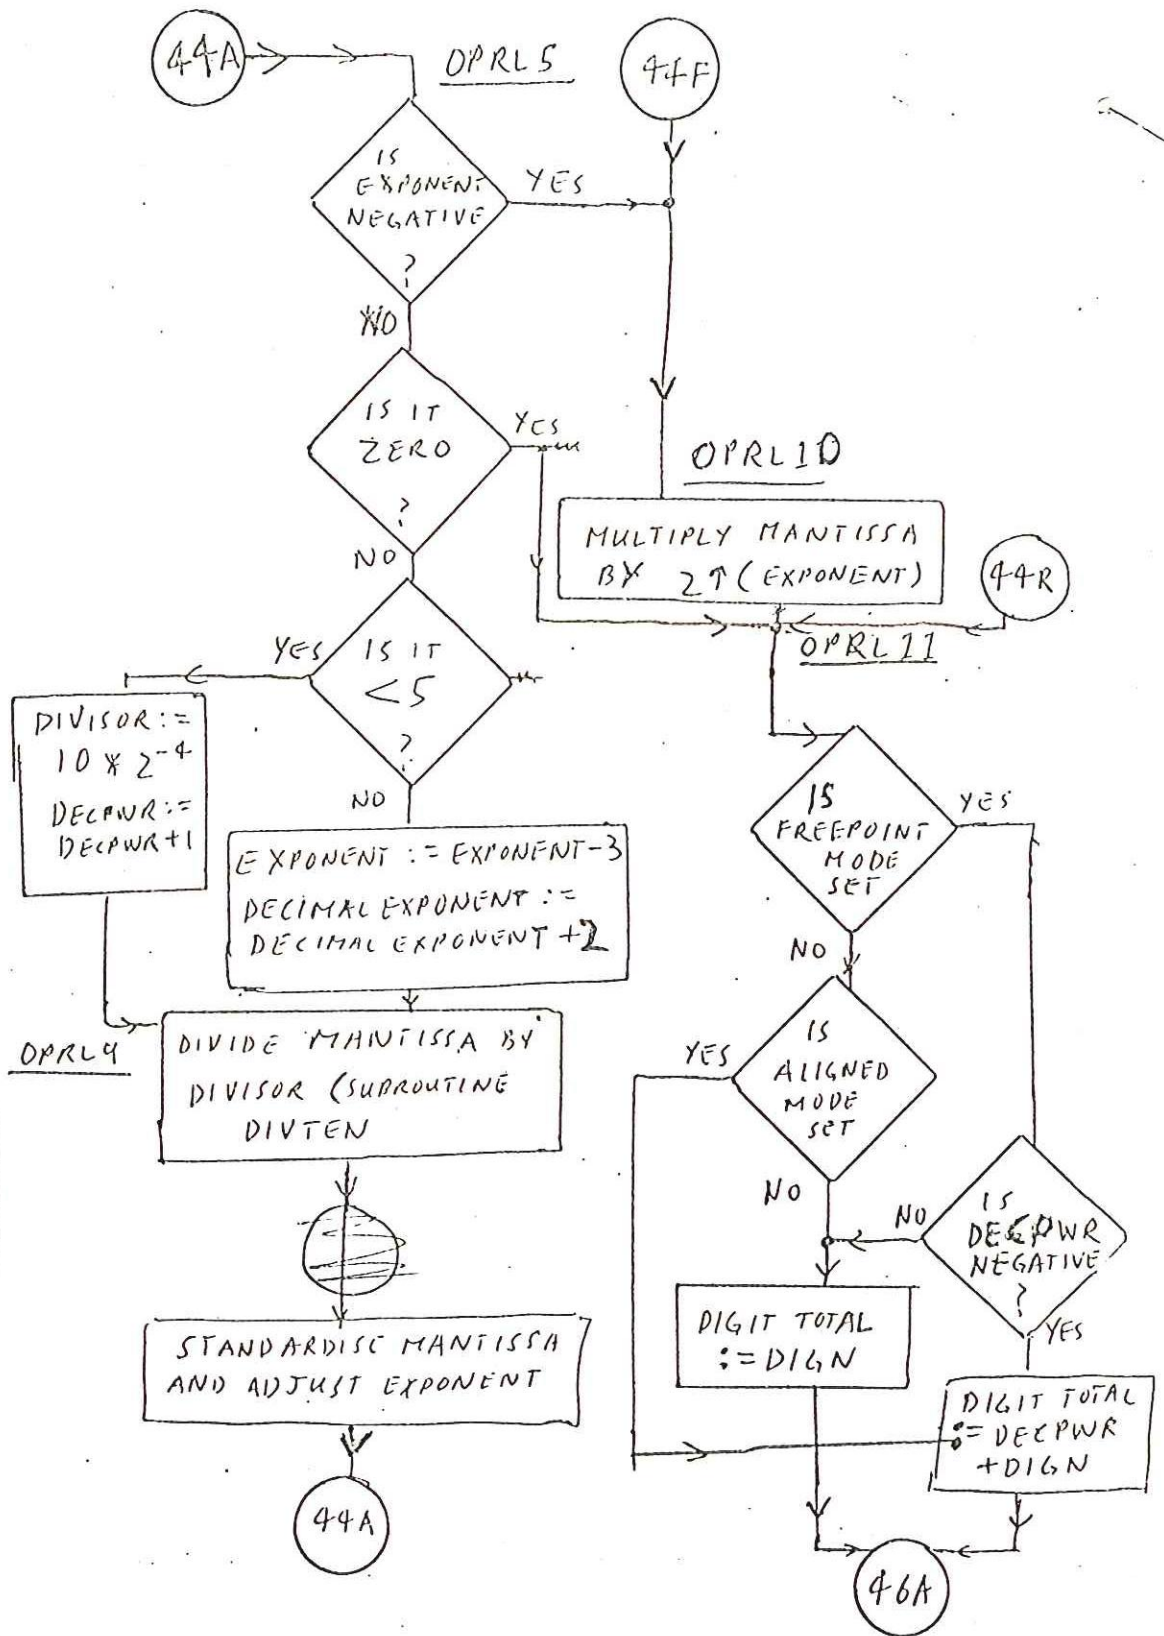 44A
OPRL5
44F
IS
EXPONENT
NEGATIVE
?
YES
NO
IS IT
ZERO
?
YES
NO
OPRL10
MULTIPLY MANTISSA
BY 2↑(EXPONENT)
44R
OPRL11
IS IT
<5
?
YES
NO
DIVISOR :=
10 * 2⁻⁴
DECPWR :=
DECPWR+1
EXPONENT := EXPONENT-3
DECIMAL EXPONENT :=
DECIMAL EXPONENT +2
OPRL4
DIVIDE MANTISSA BY
DIVISOR (SUBROUTINE
DIVTEN
STANDARDISE MANTISSA
AND ADJUST EXPONENT
44A
IS
FREEPOINT
MODE
SET
YES
NO
IS
ALIGNED
MODE
SET
YES
NO
IS
DECPWR
NEGATIVE
?
NO
YES
DIGIT TOTAL
:= DIGN
DIGIT TOTAL
:= DECPWR
+DIGN
46A